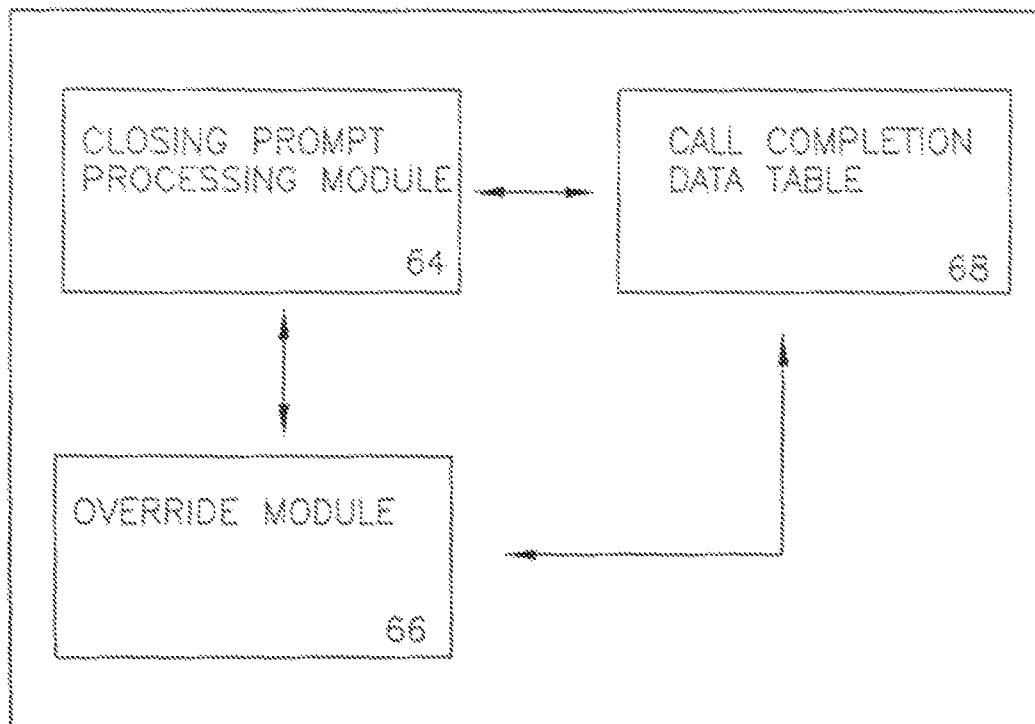 CLOSING PROMPT
PROCESSING MODULE
64
CALL COMPLETION
DATA TABLE
68
OVERRIDE MODULE
66